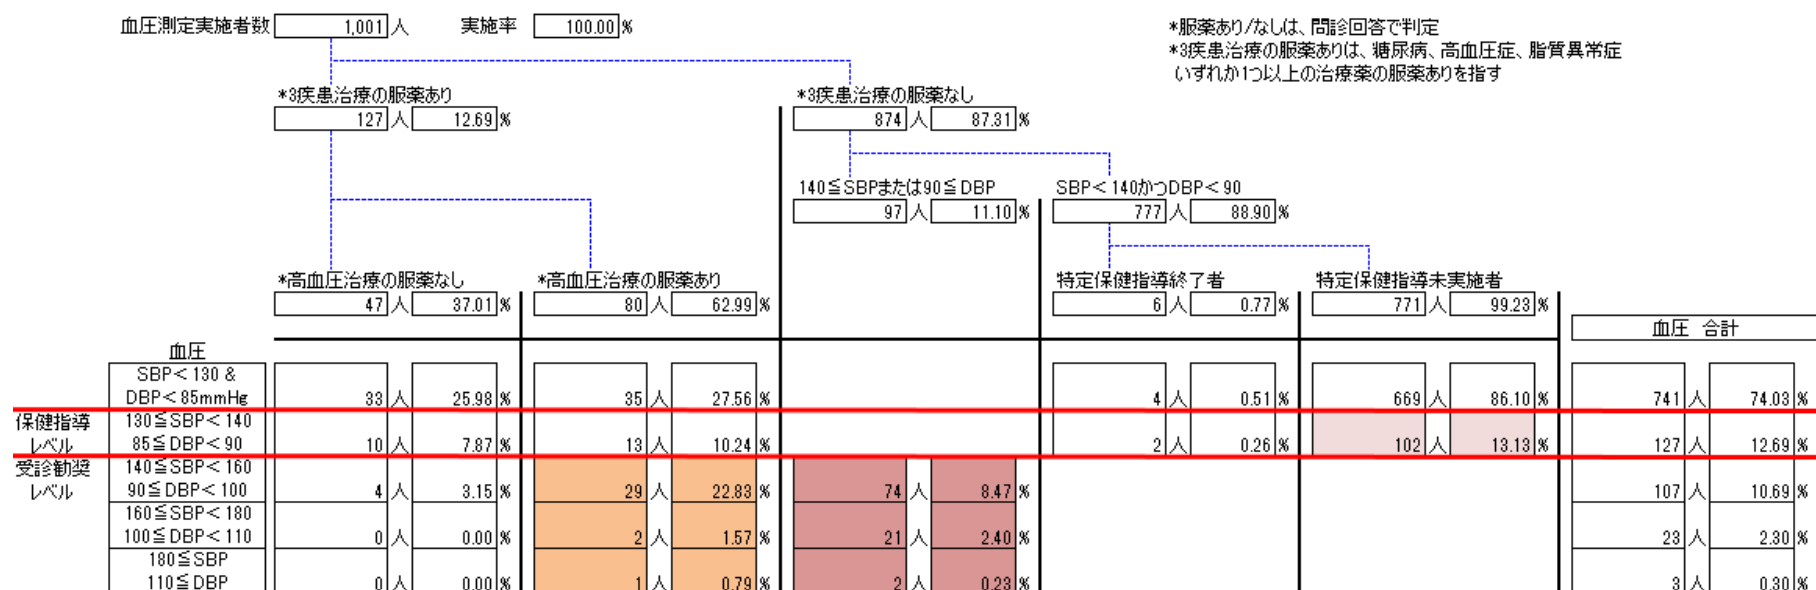 血圧測定実施者数 1,001 人 実施率 100.00 %
*服薬あり/なしは、問診回答で判定
*3疾患治療の服薬ありは、糖尿病、高血圧症、脂質異常症
いずれか1つ以上の治療薬の服薬ありを指す
*3疾患治療の服薬あり *3疾患治療の服薬なし
127 人 12.69 % 874 人 87.31 %
140≦SBPまたは90≦DBP SBP<140かつDBP<90
97 人 11.10 % 777 人 88.90 %
*高血圧治療の服薬なし *高血圧治療の服薬あり 特定保健指導終了者 特定保健指導未実施者
47 人 37.01 % 80 人 62.99 % 6 人 0.77 % 771 人 99.23 %
血圧 合計
血圧
SBP<130 &
DBP<85mmHg 33 人 25.98 % 35 人 27.56 % 4 人 0.51 % 669 人 86.10 % 741 人 74.03 %
保健指導 130≦SBP<140
レベル 85≦DBP<90 10 人 7.87 % 13 人 10.24 % 2 人 0.26 % 102 人 13.13 % 127 人 12.69 %
受診勧奨 140≦SBP<160
レベル 90≦DBP<100 4 人 3.15 % 29 人 22.83 % 74 人 8.47 % 107 人 10.69 %
160≦SBP<180
100≦DBP<110 0 人 0.00 % 2 人 1.57 % 21 人 2.40 % 23 人 2.30 %
180≦SBP
110≦DBP 0 人 0.00 % 1 人 0.79 % 2 人 0.23 % 3 人 0.30 %